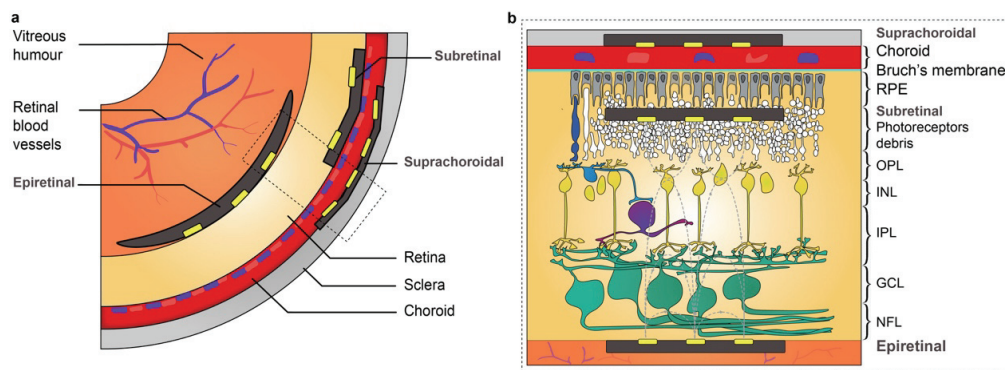 a
Vitreous
humour
Retinal
blood
vessels
Epiretinal
Subretinal
Suprachoroidal
Retina
Sclera
Choroid
b
Suprachoroidal
Choroid
Bruch's membrane
RPE
Subretinal
Photoreceptors
debris
OPL
INL
IPL
GCL
NFL
Epiretinal